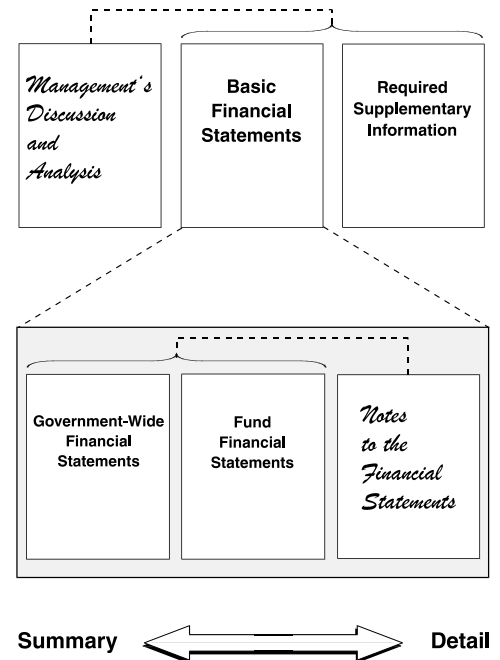 Management's
Discussion
and
Analysis
Basic
Financial
Statements
Required
Supplementary
Information
Government-Wide
Financial
Statements
Fund
Financial
Statements
Notes
to the
Financial
Statements
Summary
Detail